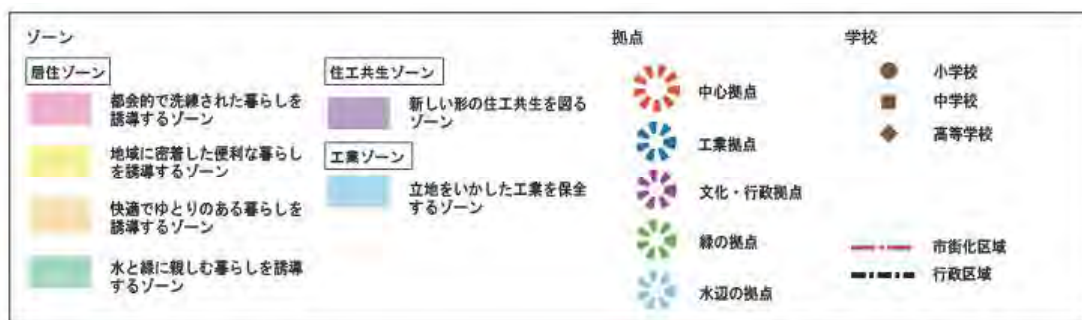 ゾーン
居住ゾーン
都会的で洗練された暮らしを
誘導するゾーン
地域に密着した便利な暮らし
を誘導するゾーン
快適でゆとりのある暮らしを
誘導するゾーン
水と緑に親しむ暮らしを誘導
するゾーン
住工共生ゾーン
新しい形の住工共生を図る
ゾーン
工業ゾーン
立地をいかした工業を保全
するゾーン
拠点
中心拠点
工業拠点
文化・行政拠点
緑の拠点
水辺の拠点
学校
小学校
中学校
高等学校
市街化区域
行政区域